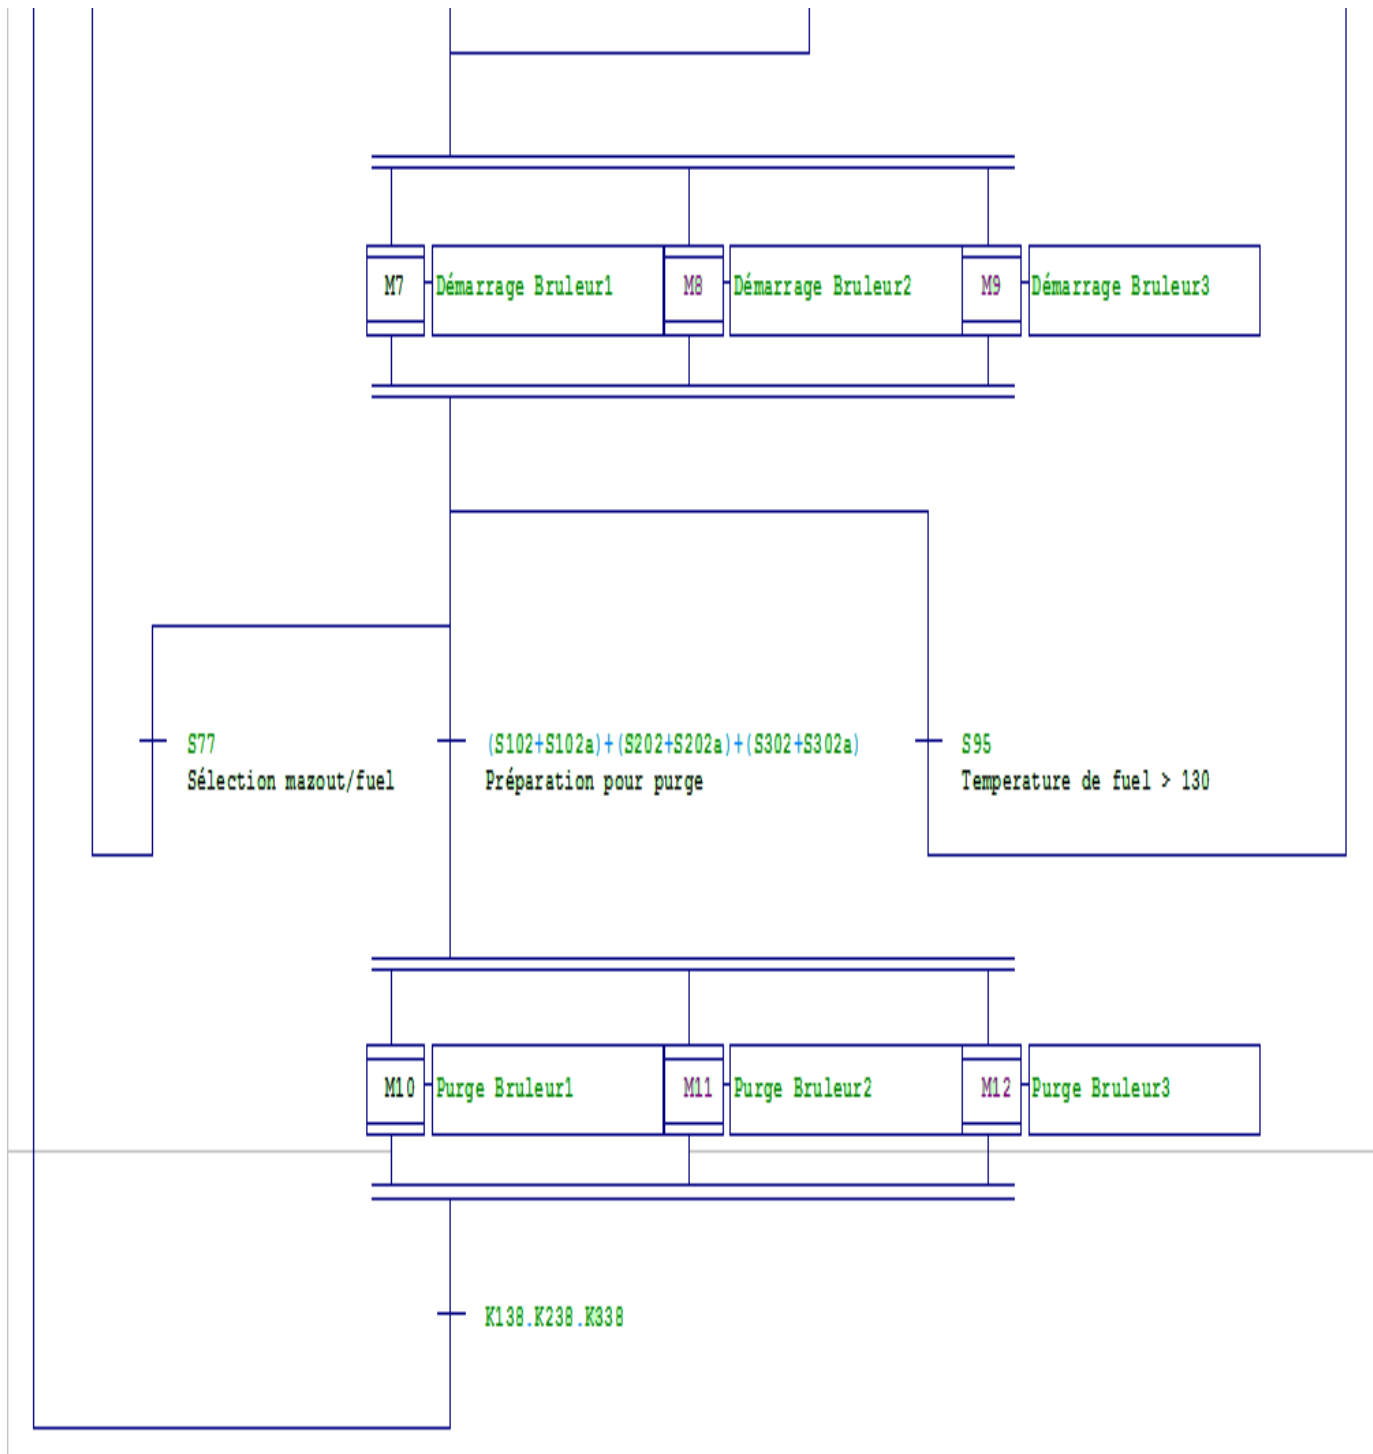 M7 Démarrage Bruleur1 M8 Démarrage Bruleur2 M9 Démarrage Bruleur3
S77 (S102+S102a)+(S202+S202a)+(S302+S302a) S95
Sélection mazout/fuel Préparation pour purge Temperature de fuel > 130
M10 Purge Bruleur1 M11 Purge Bruleur2 M12 Purge Bruleur3
K138.K238.K338